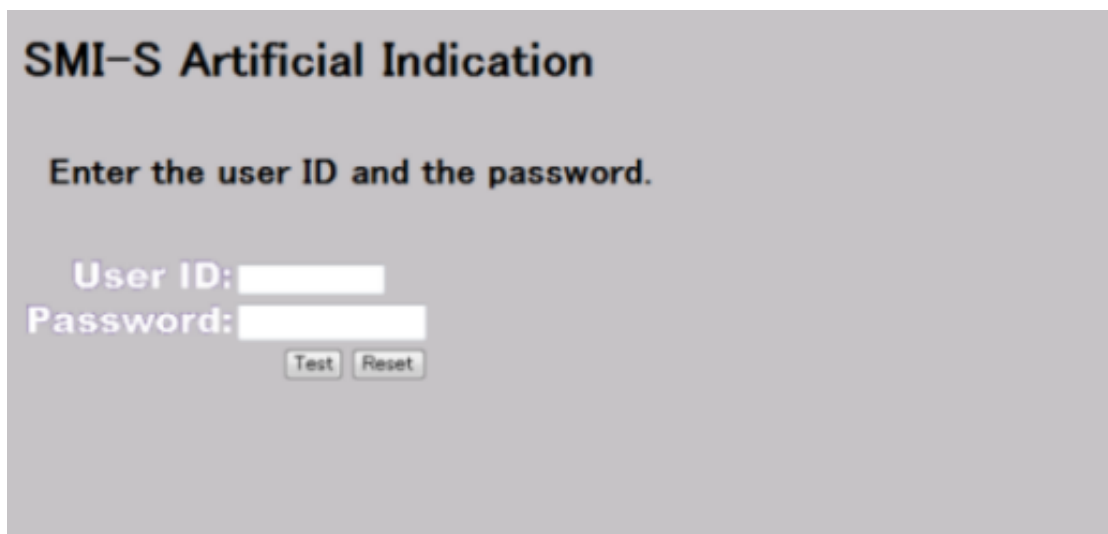 SMI-S Artificial Indication
Enter the user ID and the password.
User ID:
Password:
Test Reset